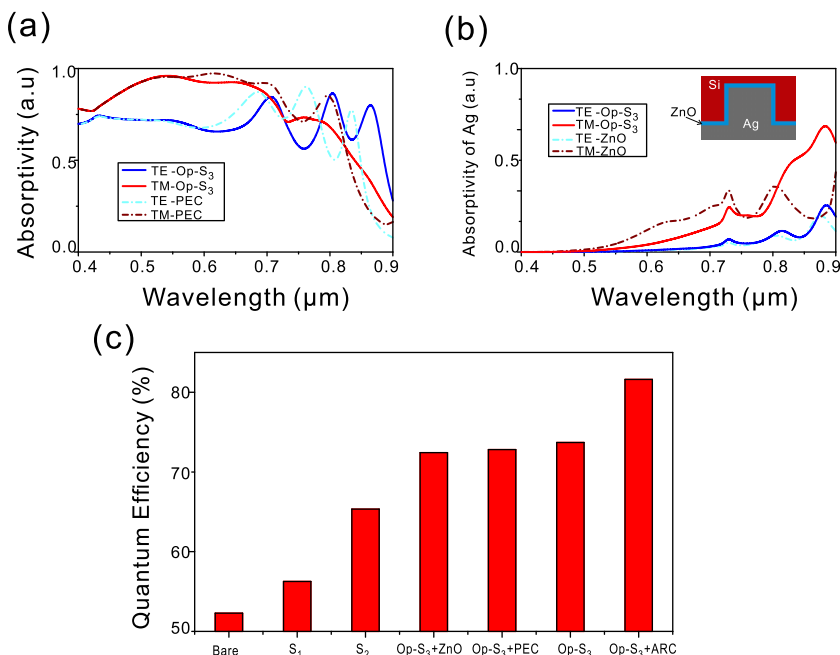 (a)
1.0
0.5
0.0
Absorptivity (a.u)
TE -Op-S3
TM-Op-S3
TE -PEC
TM-PEC
0.4 0.5 0.6 0.7 0.8 0.9
Wavelength (μm)
(b)
1.0
0.5
0.0
Absorptivity of Ag (a.u)
TE -Op-S3
TM-Op-S3
TE -ZnO
TM-ZnO
Si
ZnO
Ag
0.4 0.5 0.6 0.7 0.8 0.9
Wavelength (μm)
(c)
Quantum Efficiency (%)
80
70
60
50
Bare S1 S2 Op-S3+ZnO Op-S3+PEC Op-S3 Op-S3+ARC